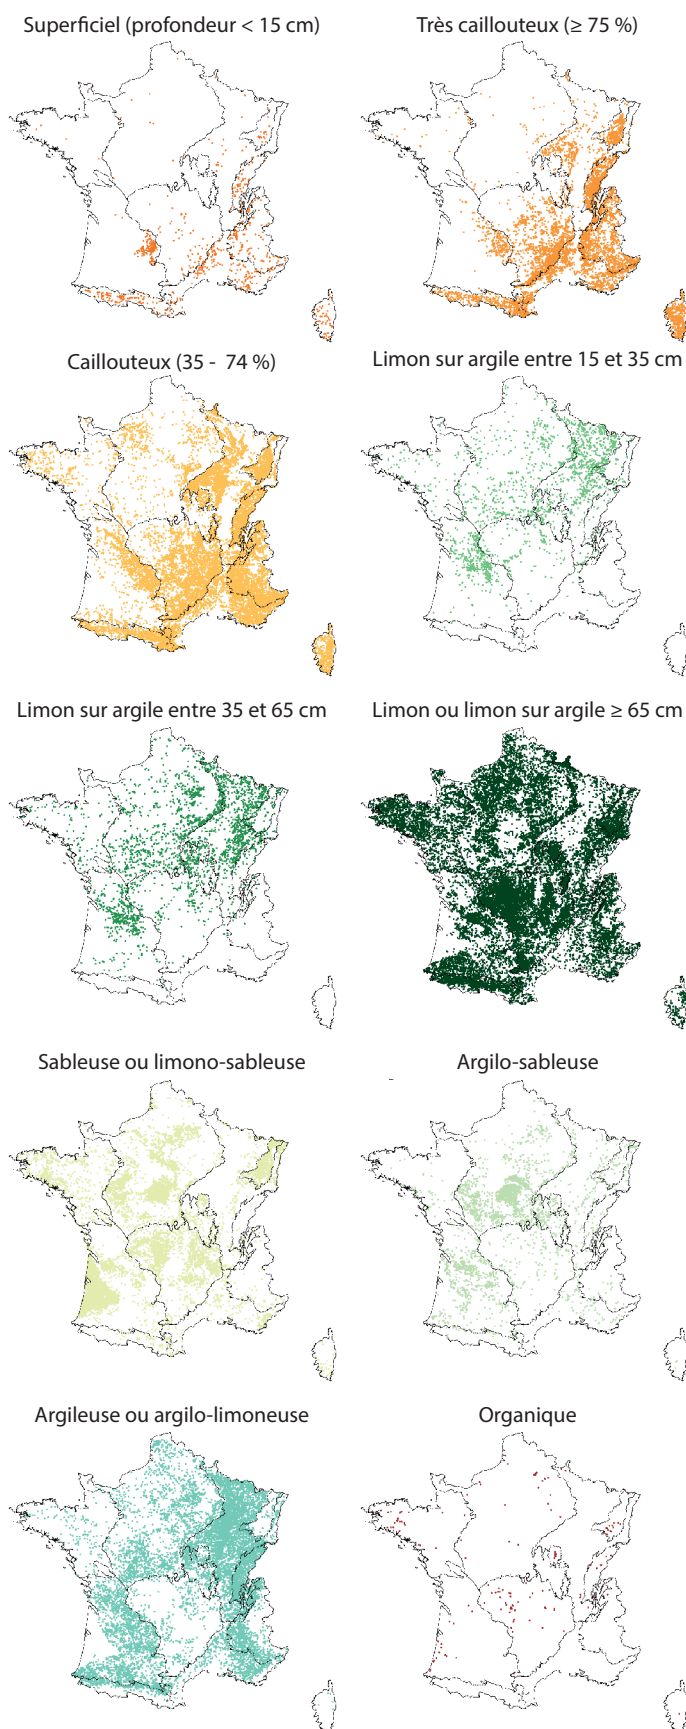 Superficiel (profondeur < 15 cm)
Très caillouteux (≥ 75 %)
Caillouteux (35 - 74 %)
Limon sur argile entre 15 et 35 cm
Limon sur argile entre 35 et 65 cm
Limon ou limon sur argile ≥ 65 cm
Sableuse ou limono-sableuse
Argilo-sableuse
Argileuse ou argilo-limoneuse
Organique